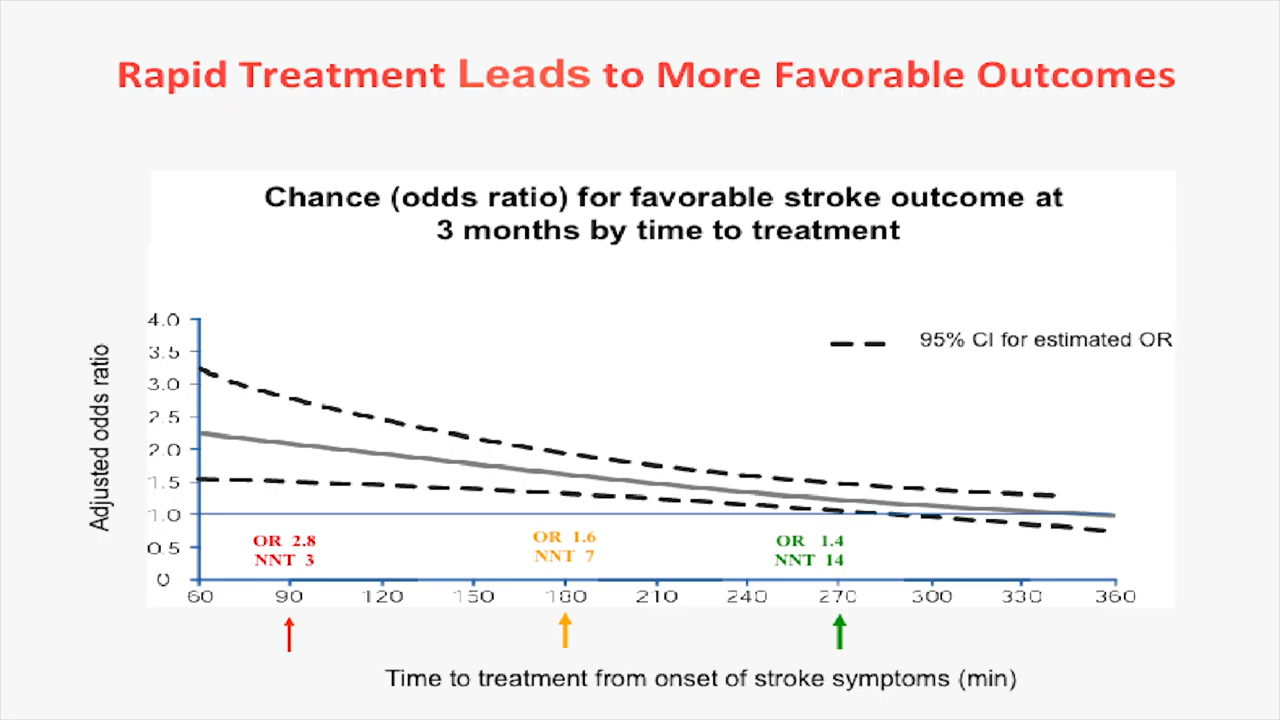 Rapid Treatment Leads to More Favorable Outcomes
Chance (odds ratio) for favorable stroke outcome at
3 months by time to treatment
95% CI for estimated OR
Adjusted odds ratio
4.0
3.5
3.0
2.5
2.0
1.5
1.0
0.5
0
OR 2.8
NNT 3
OR 1.6
NNT 7
OR 1.4
NNT 14
60 90 120 150 180 210 240 270 300 330 360
Time to treatment from onset of stroke symptoms (min)